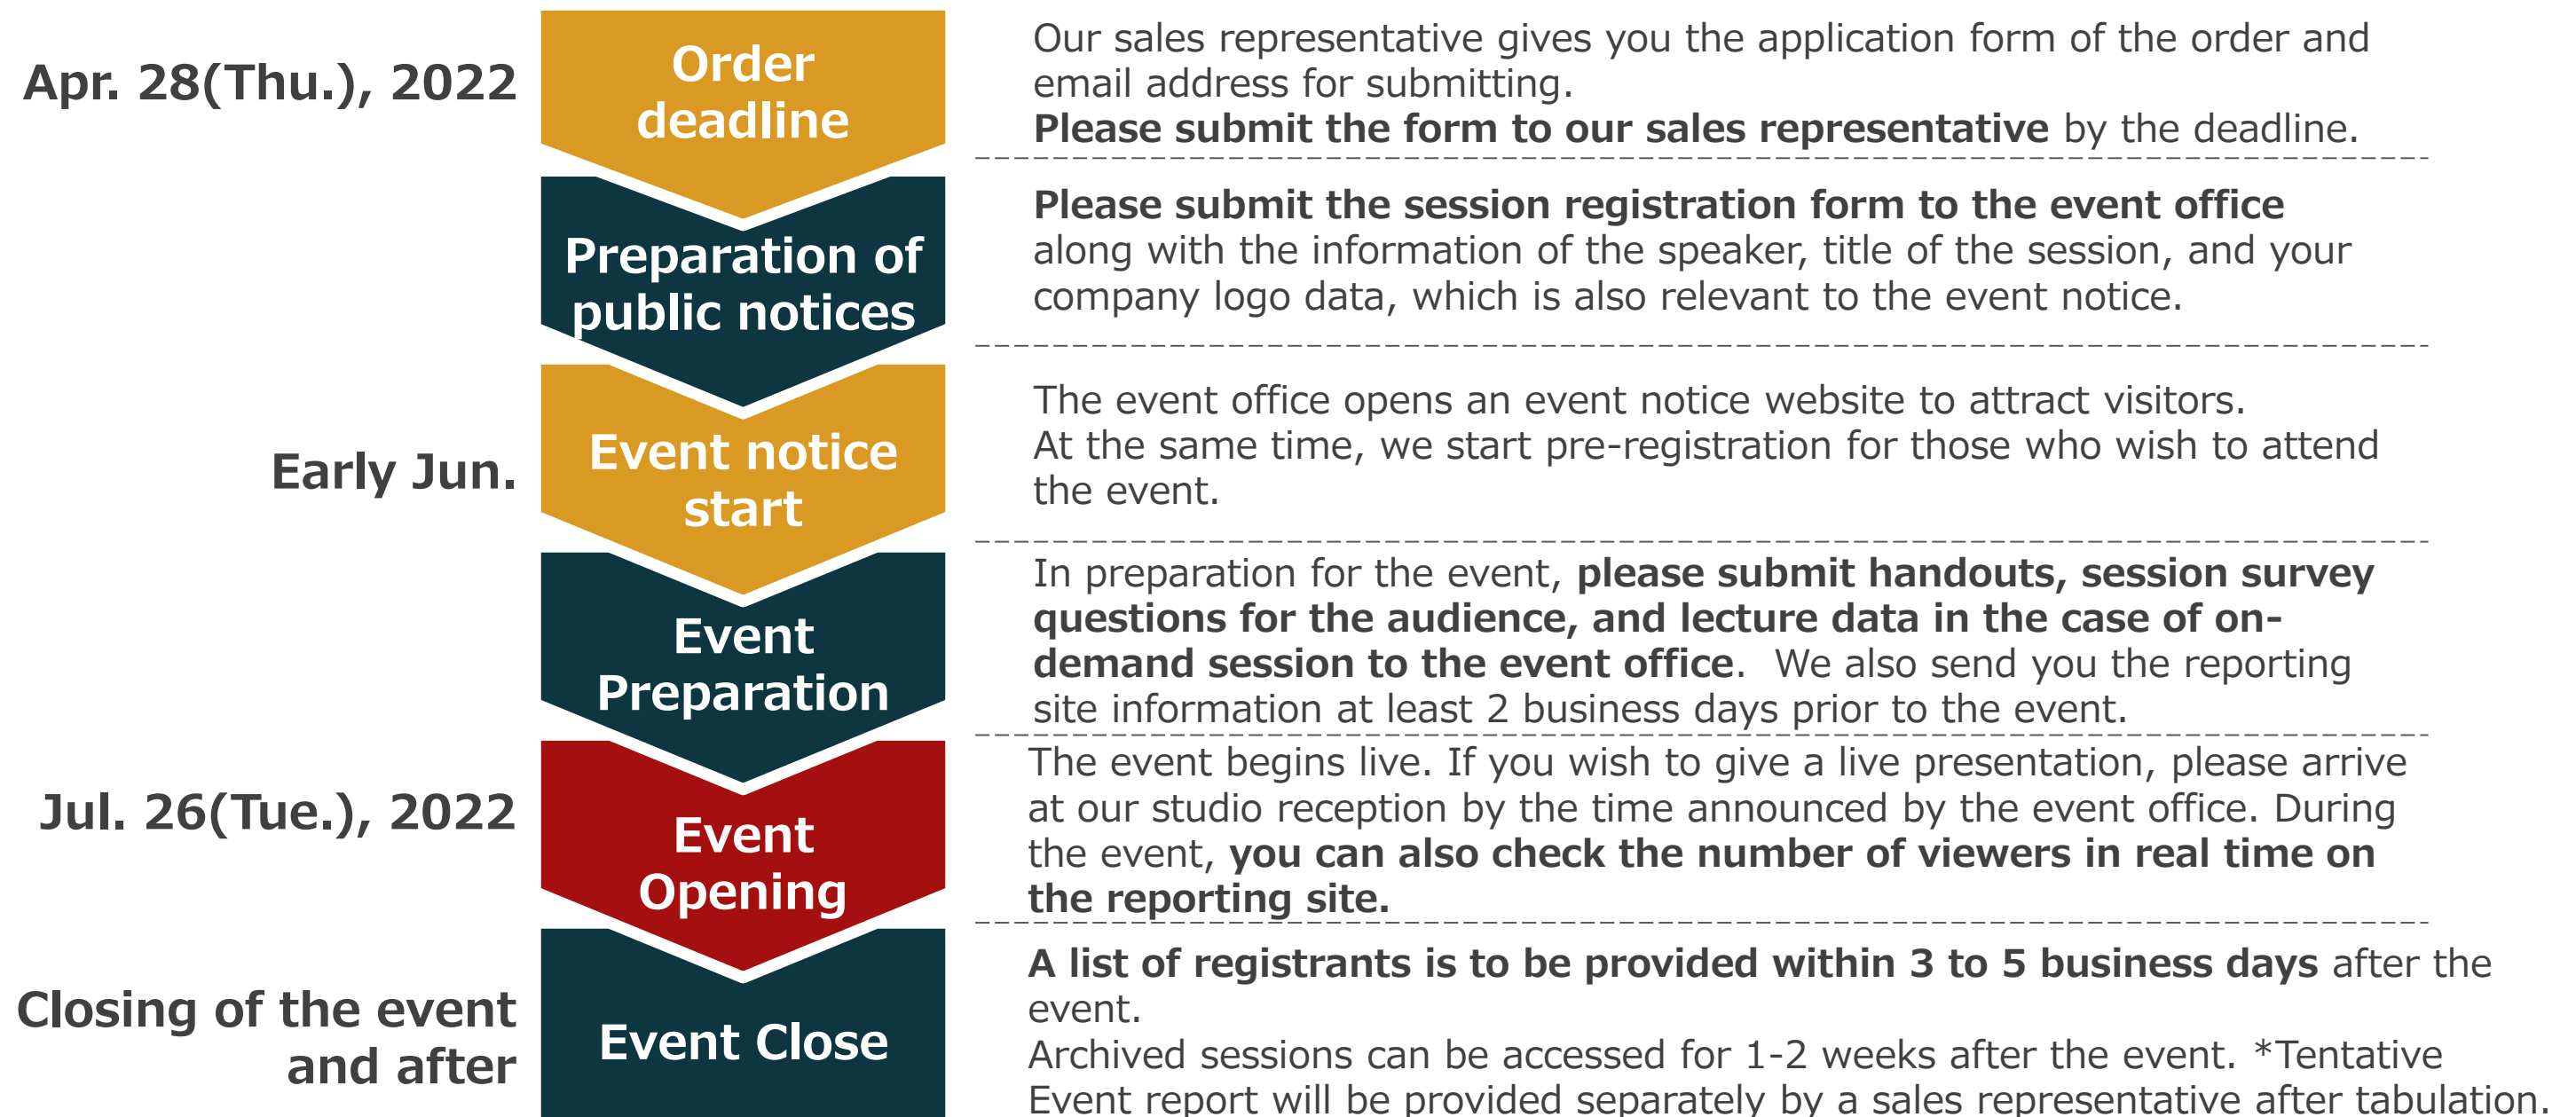 Apr. 28(Thu.), 2022
Order
deadline
Our sales representative gives you the application form of the order and
email address for submitting.
Please submit the form to our sales representative by the deadline.
Preparation of
public notices
Please submit the session registration form to the event office
along with the information of the speaker, title of the session, and your
company logo data, which is also relevant to the event notice.
Early Jun.
Event notice
start
The event office opens an event notice website to attract visitors.
At the same time, we start pre-registration for those who wish to attend
the event.
Event
Preparation
In preparation for the event, please submit handouts, session survey
questions for the audience, and lecture data in the case of on-
demand session to the event office. We also send you the reporting
site information at least 2 business days prior to the event.
Jul. 26(Tue.), 2022
Event
Opening
The event begins live. If you wish to give a live presentation, please arrive
at our studio reception by the time announced by the event office. During
the event, you can also check the number of viewers in real time on
the reporting site.
Closing of the event
and after
Event Close
A list of registrants is to be provided within 3 to 5 business days after the
event.
Archived sessions can be accessed for 1-2 weeks after the event. *Tentative
Event report will be provided separately by a sales representative after tabulation.